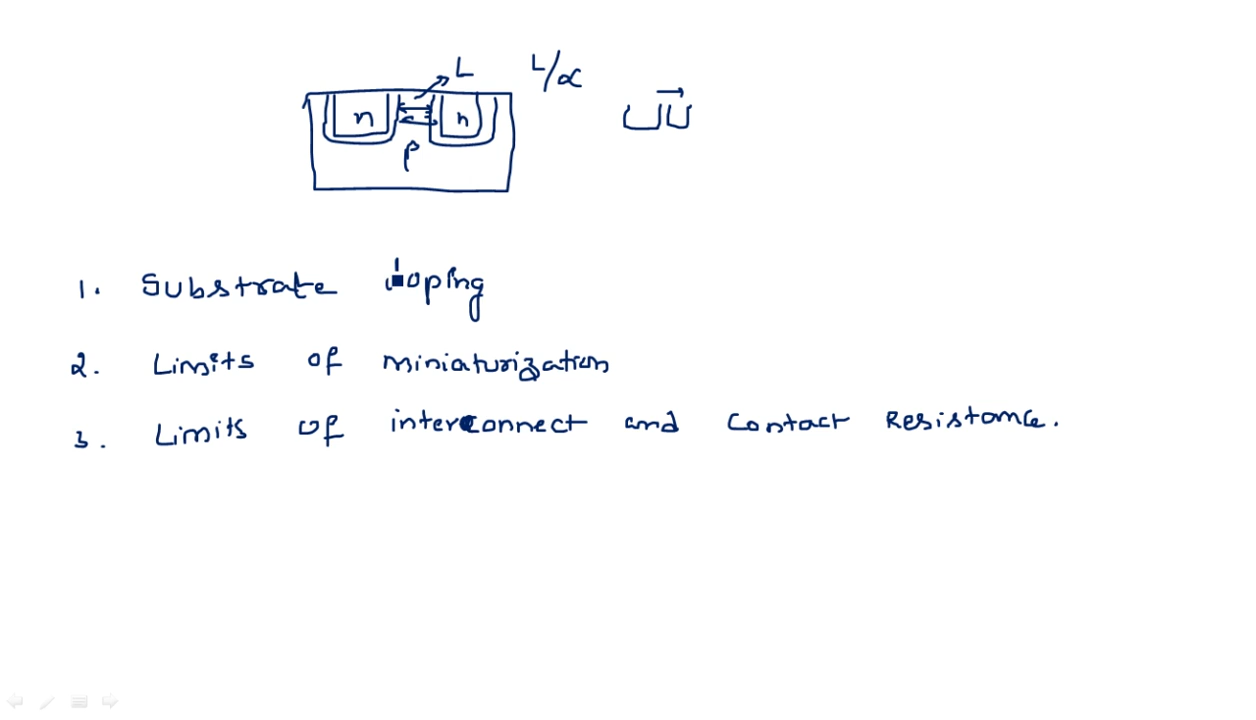 L
L/α
n
n
P
1. Substrate doping
2. Limits of miniaturization
3. Limits of interconnect and contact Resistance.